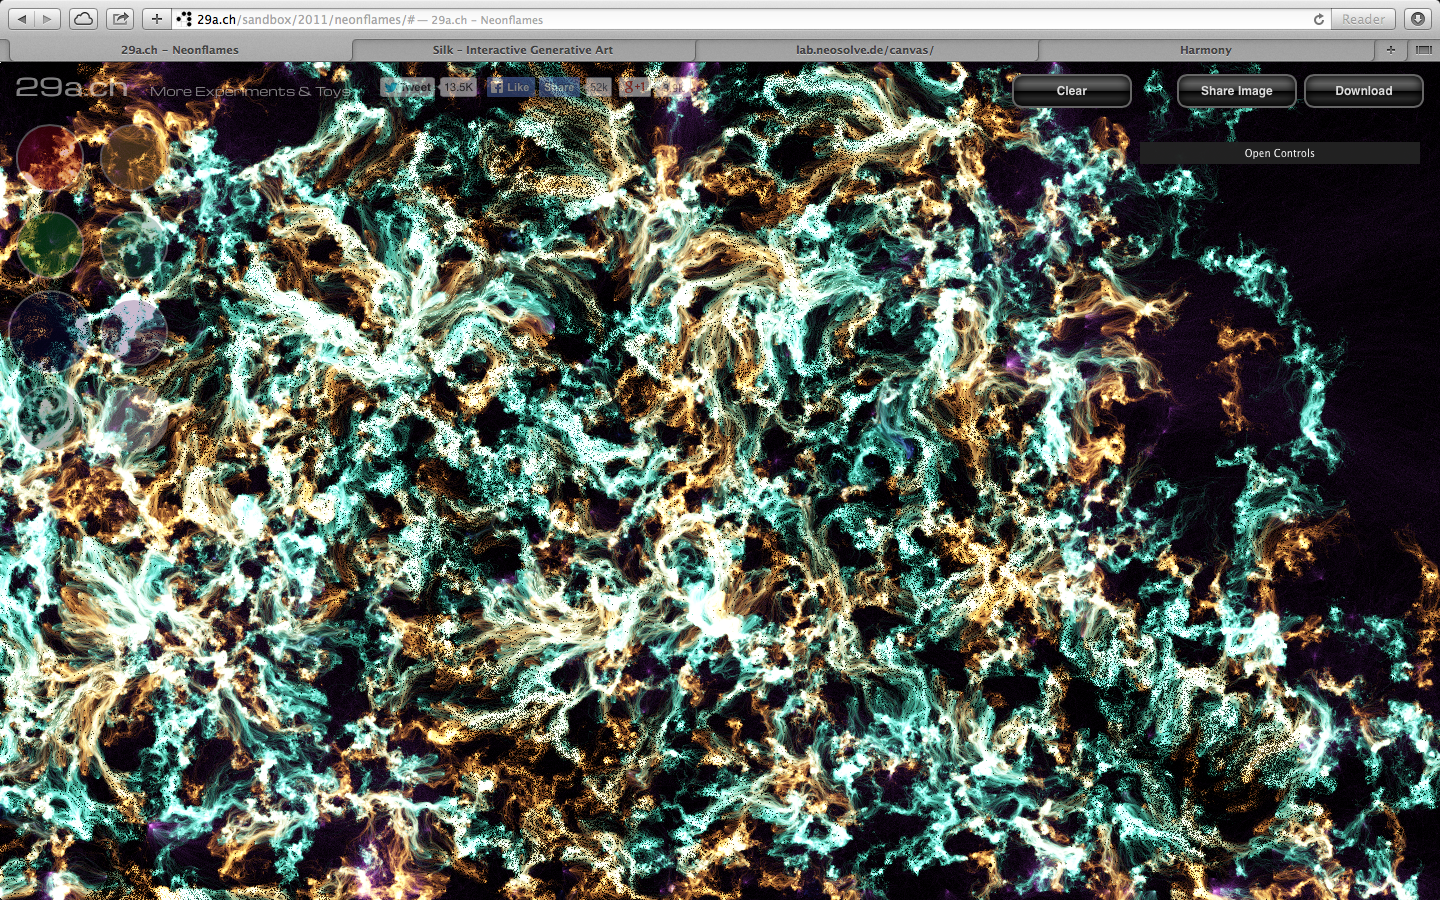 29a.ch/sandbox/2011/neonflames/# — 29a.ch – Neonflames
Reader
29a.ch – Neonflames
Silk – Interactive Generative Art
lab.neosolve.de/canvas/
Harmony
29a.ch More Experiments & Toys
Tweet 13.5K Like Share 52k +1
Clear
Share Image
Download
Open Controls